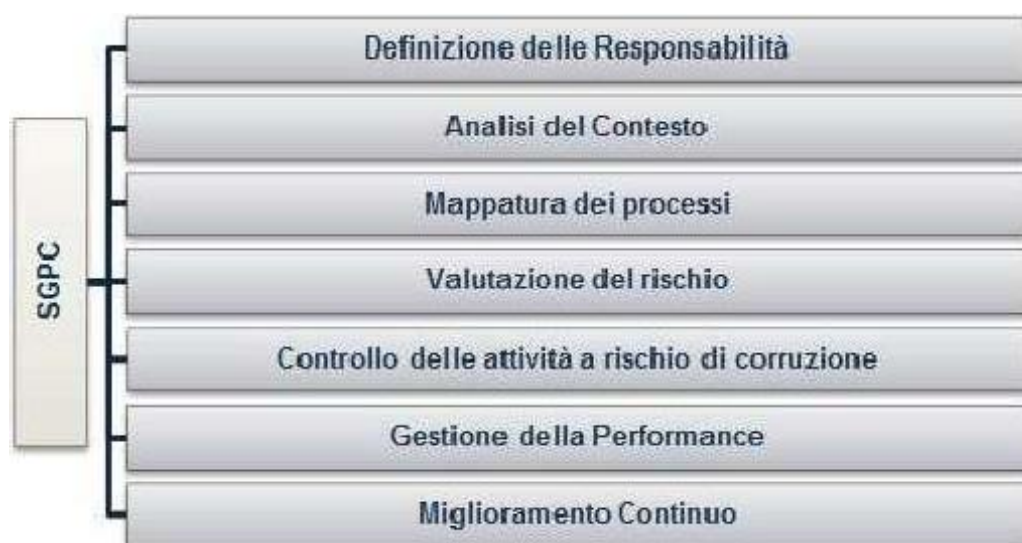 SGPC
Definizione delle Responsabilità
Analisi del Contesto
Mappatura dei processi
Valutazione del rischio
Controllo delle attività a rischio di corruzione
Gestione della Performance
Miglioramento Continuo